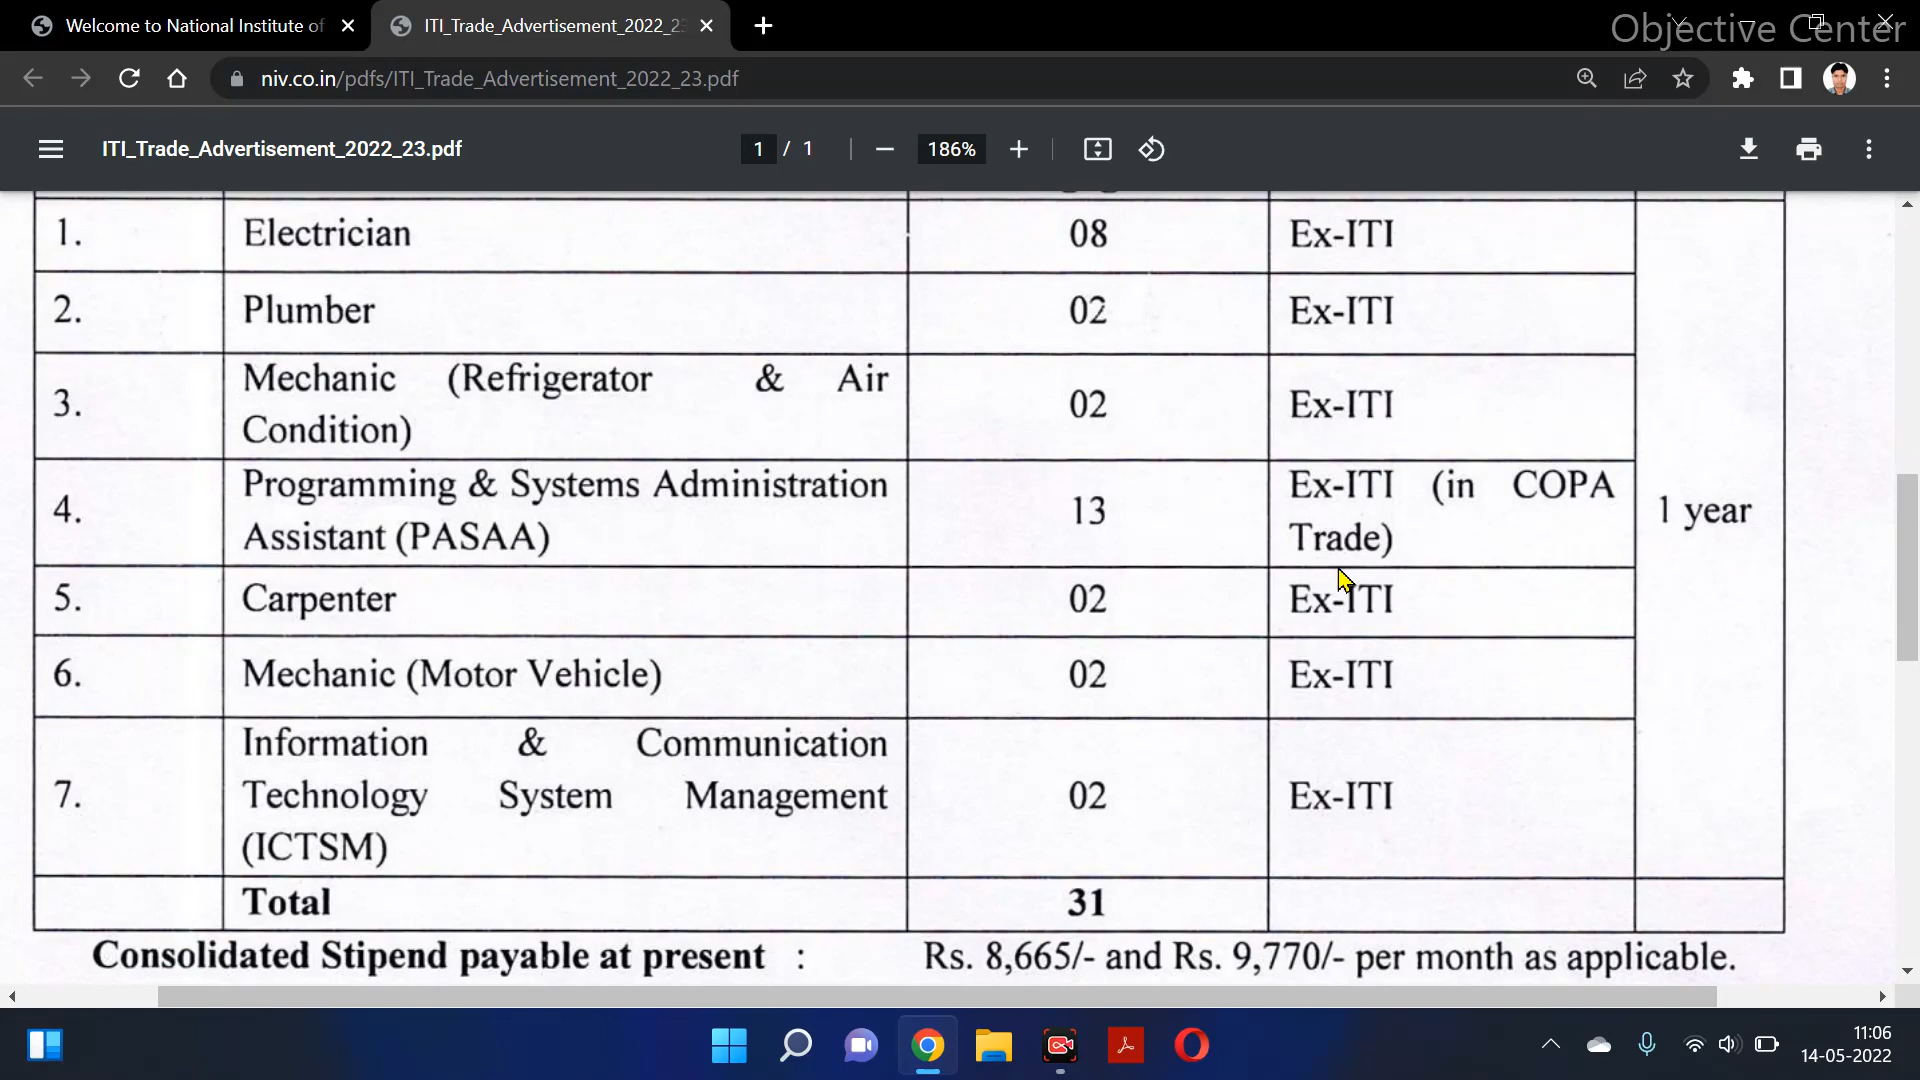 Welcome to National Institute of
ITI_Trade_Advertisement_2022_23
Objective Center
niv.co.in/pdfs/ITI_Trade_Advertisement_2022_23.pdf
ITI_Trade_Advertisement_2022_23.pdf
1 / 1
186%
1. Electrician 08 Ex-ITI
2. Plumber 02 Ex-ITI
Mechanic (Refrigerator & Air
3. 02 Ex-ITI
Condition)
Programming & Systems Administration Ex-ITI (in COPA
4. 13 1 year
Assistant (PASAA) Trade)
5. Carpenter 02 Ex-ITI
6. Mechanic (Motor Vehicle) 02 Ex-ITI
Information & Communication
7. Technology System Management 02 Ex-ITI
(ICTSM)
Total 31
Consolidated Stipend payable at present : Rs. 8,665/- and Rs. 9,770/- per month as applicable.
11:06
14-05-2022